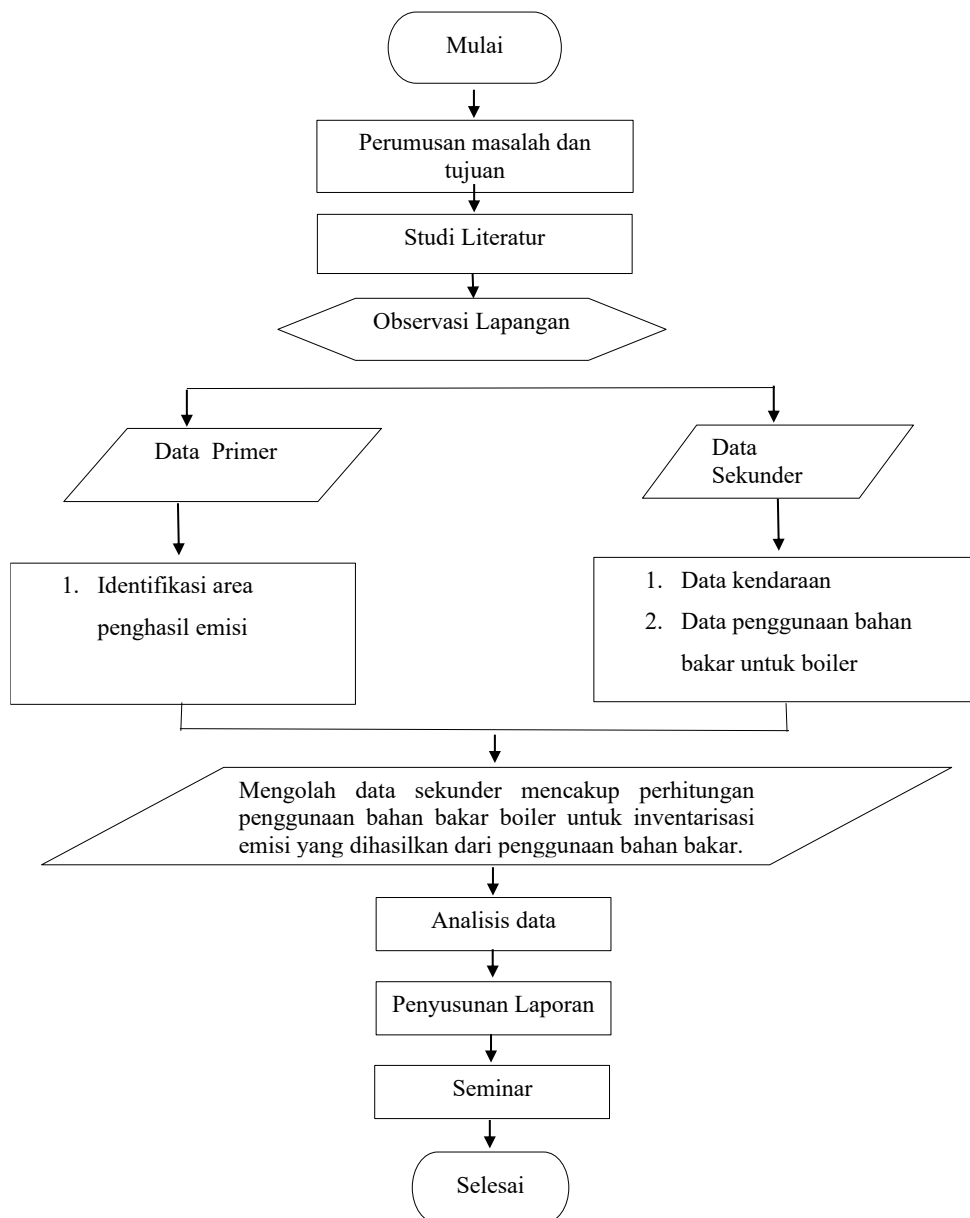 Mulai
Perumusan masalah dan
tujuan
Studi Literatur
Observasi Lapangan
Data Primer
1. Identifikasi area
penghasil emisi
Data
Sekunder
1. Data kendaraan
2. Data penggunaan bahan
bakar untuk boiler
Mengolah data sekunder mencakup perhitungan
penggunaan bahan bakar boiler untuk inventarisasi
emisi yang dihasilkan dari penggunaan bahan bakar.
Analisis data
Penyusunan Laporan
Seminar
Selesai